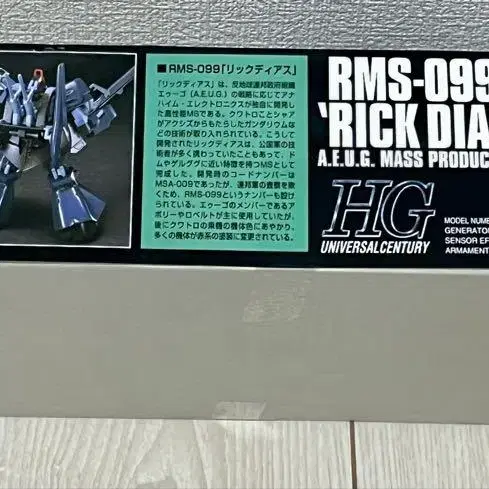 ■RMS-099「リックディアス」
「リックディアス」は、反地球連邦政府組織
エゥーゴ（A.E.U.G.）の戦略に応じてアナ
ハイム・エレクトロニクスが独自に開発し
た高性能MSである。クワトロことシャア
がアクシズからもたらしたガンダリウムな
どの技術が取り入れられている。こうして
開発されたリックディアスは、公国軍の技
術者が多く携わっていたこともあって、ド
ムやゲルググに近い特徴を持つMSとして
完成した。開発時のコードナンバーは
MSA-009であったが、連邦軍の査察を欺
くため、RMS-099というナンバーも設け
られている。エゥーゴのメンバーであるア
ポリーやロベルトが主に使用していたが、
後にクワトロの乗機の機体色にあやかり、
多くの機体が赤系の塗装に変更されている。
RMS-099
'RICK DIA
A.E.U.G. MASS PRODUC
HG
UNIVERSAL CENTURY
MODEL NUMB
GENERATOR
SENSOR EF
ARMAMENT